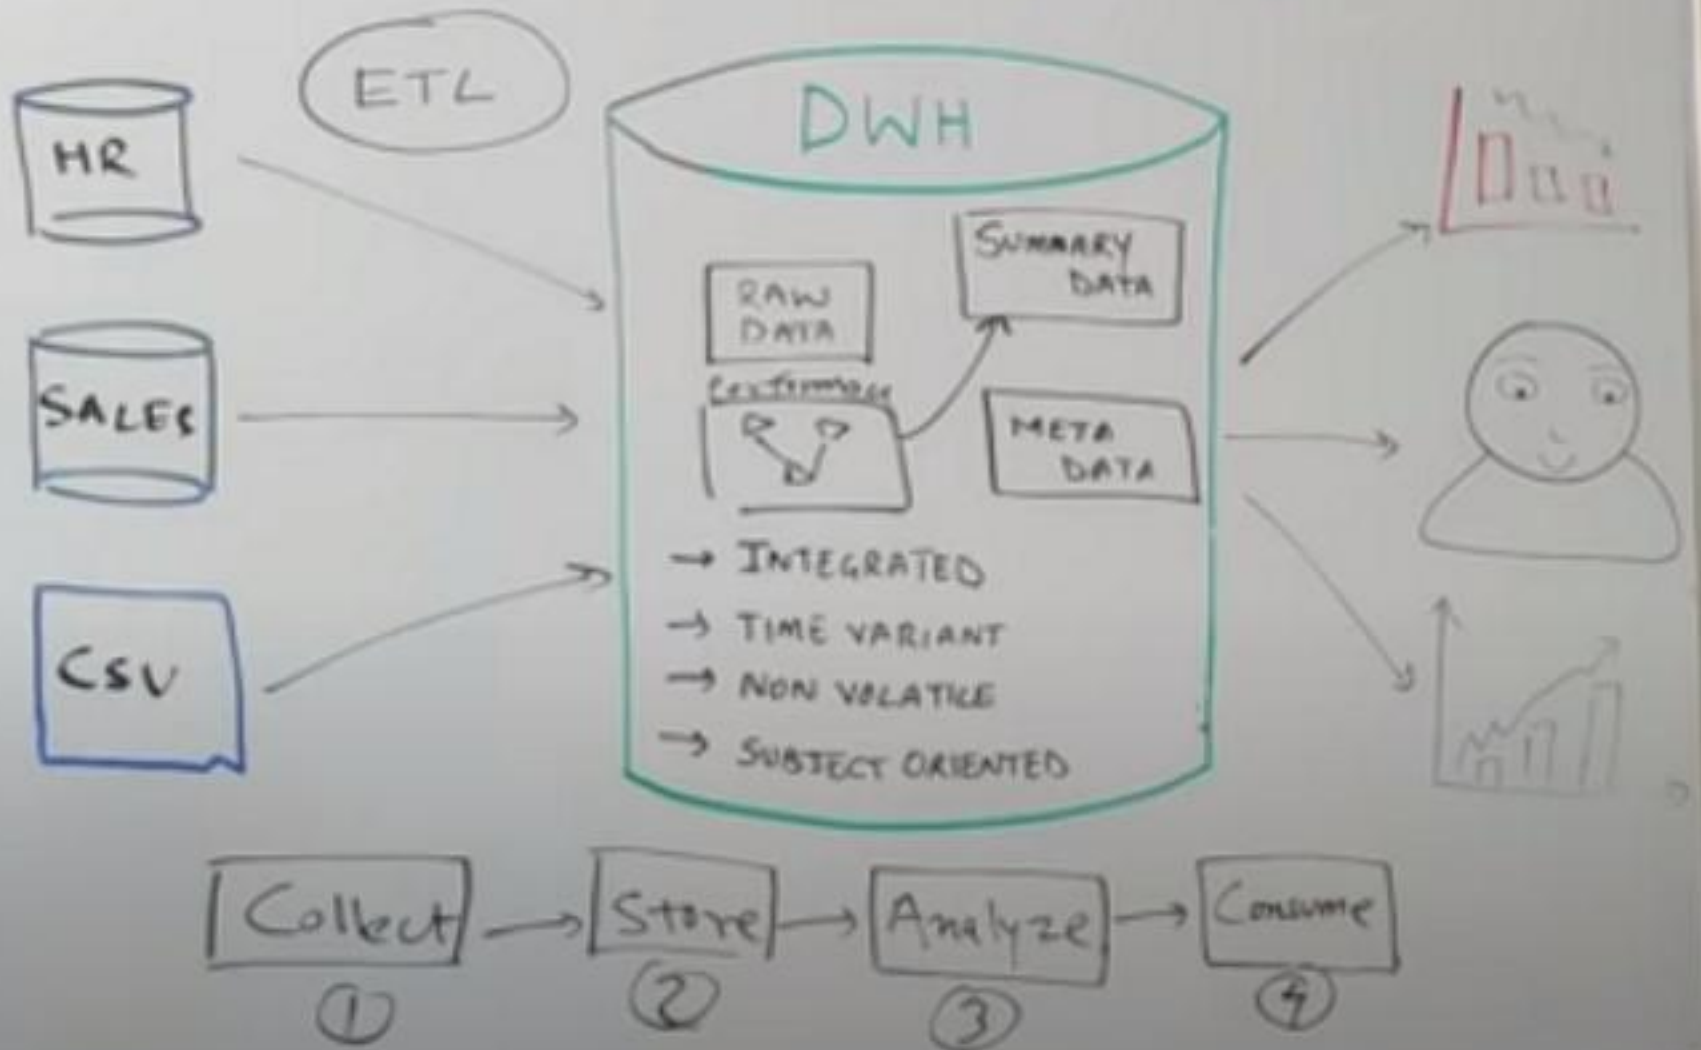 ETL
DWH
HR
SUMMARY
DATA
RAW
DATA
Performance
SALES
META
DATA
INTEGRATED
TIME VARIANT
NON VOLATILE
CSV
SUBJECT ORIENTED
Collect
Store
Analyze
Consume
1
2
3
4